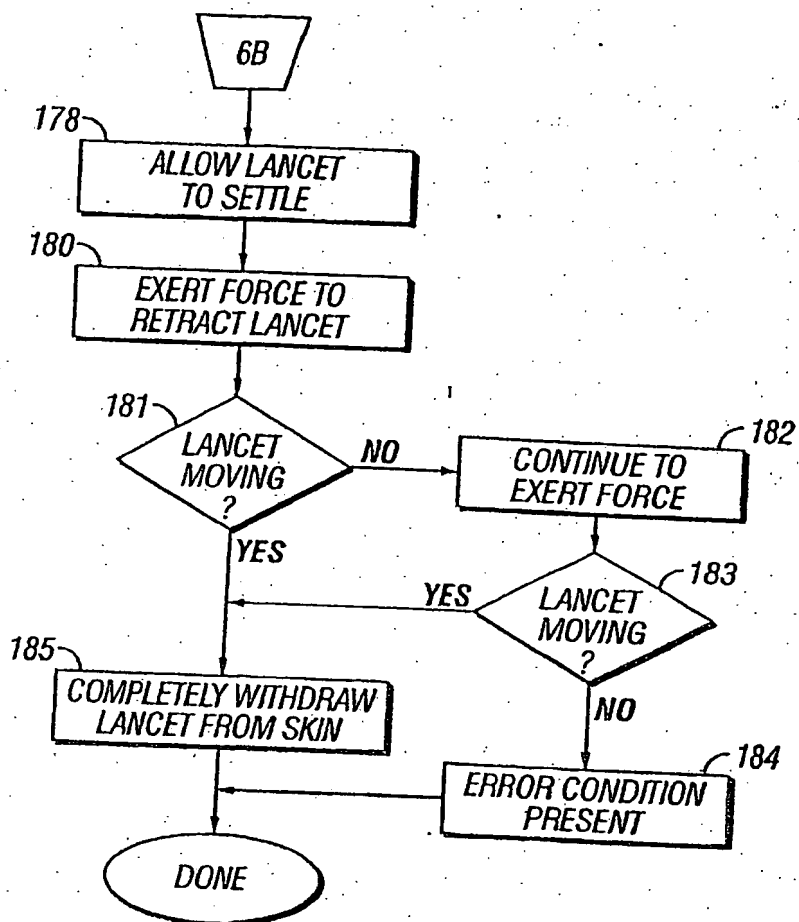 6B
178
ALLOW LANCET
TO SETTLE
180
EXERT FORCE TO
RETRACT LANCET
181
LANCET
MOVING
?
NO
YES
182
CONTINUE TO
EXERT FORCE
183
LANCET
MOVING
?
YES
NO
185
COMPLETELY WITHDRAW
LANCET FROM SKIN
184
ERROR CONDITION
PRESENT
DONE